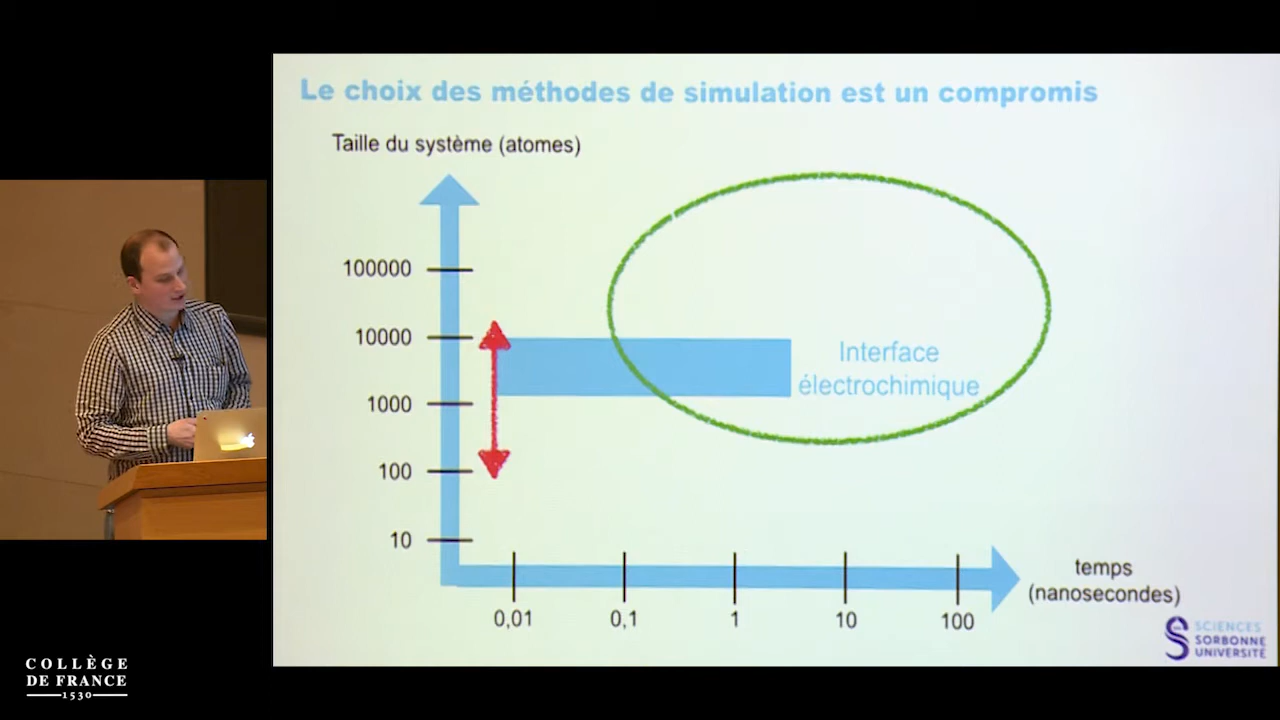 Le choix des méthodes de simulation est un compromis
Taille du système (atomes)
100000
10000
1000
100
10
Interface
électrochimique
0,01
0,1
1
10
100
temps
(nanosecondes)
S SCIENCES
SORBONNE
UNIVERSITÉ
COLLÈGE
DE FRANCE
1530